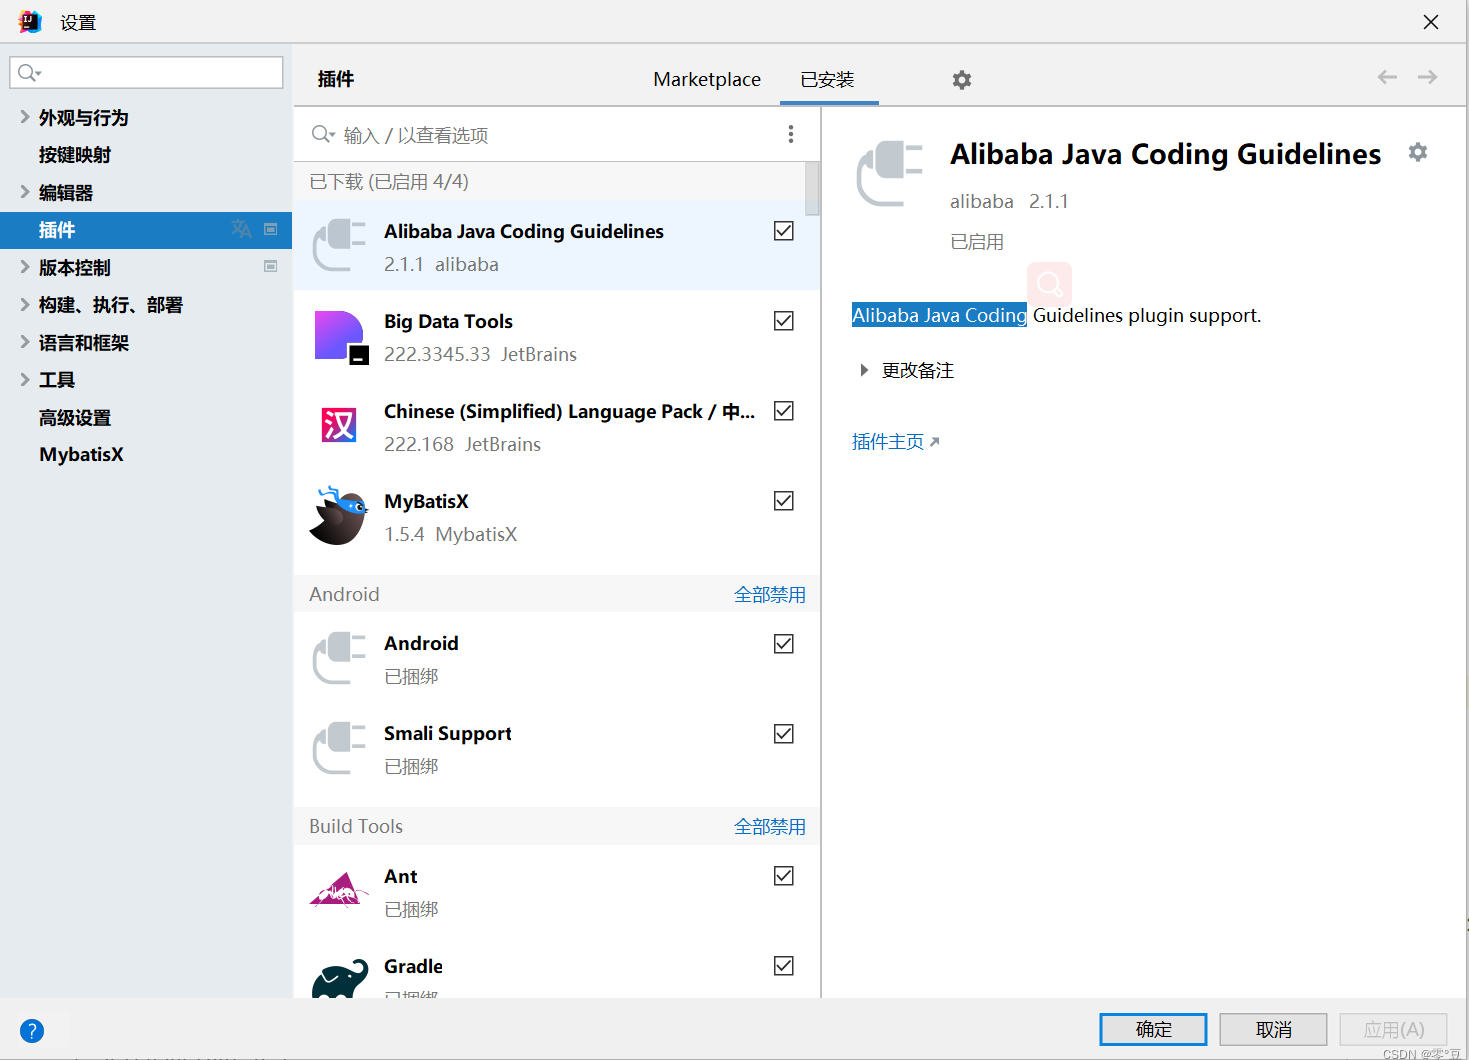 设置
插件
Marketplace
已安装
外观与行为
按键映射
编辑器
插件
版本控制
构建、执行、部署
语言和框架
工具
高级设置
MybatisX
输入 / 以查看选项
已下载 (已启用 4/4)
Alibaba Java Coding Guidelines
2.1.1 alibaba
Big Data Tools
222.3345.33 JetBrains
汉
Chinese (Simplified) Language Pack / 中...
222.168 JetBrains
MyBatisX
1.5.4 MybatisX
Android
全部禁用
Android
已捆绑
Smali Support
已捆绑
Build Tools
全部禁用
Ant
已捆绑
Gradle
已捆绑
Alibaba Java Coding Guidelines
alibaba 2.1.1
已启用
Alibaba Java Coding Guidelines plugin support.
更改备注
插件主页
?
确定
取消
应用(A)
CSDN @零°豆